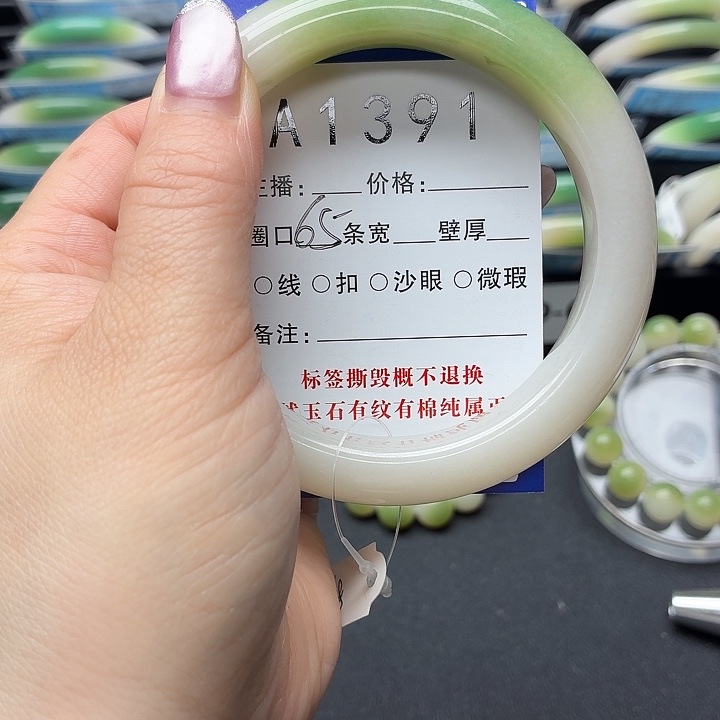 A1391
主播: 价格:
圈口65条宽 壁厚
○线 ○扣 ○沙眼 ○微瑕
备注:
标签撕毁概不退换
玉石有纹有棉纯属正